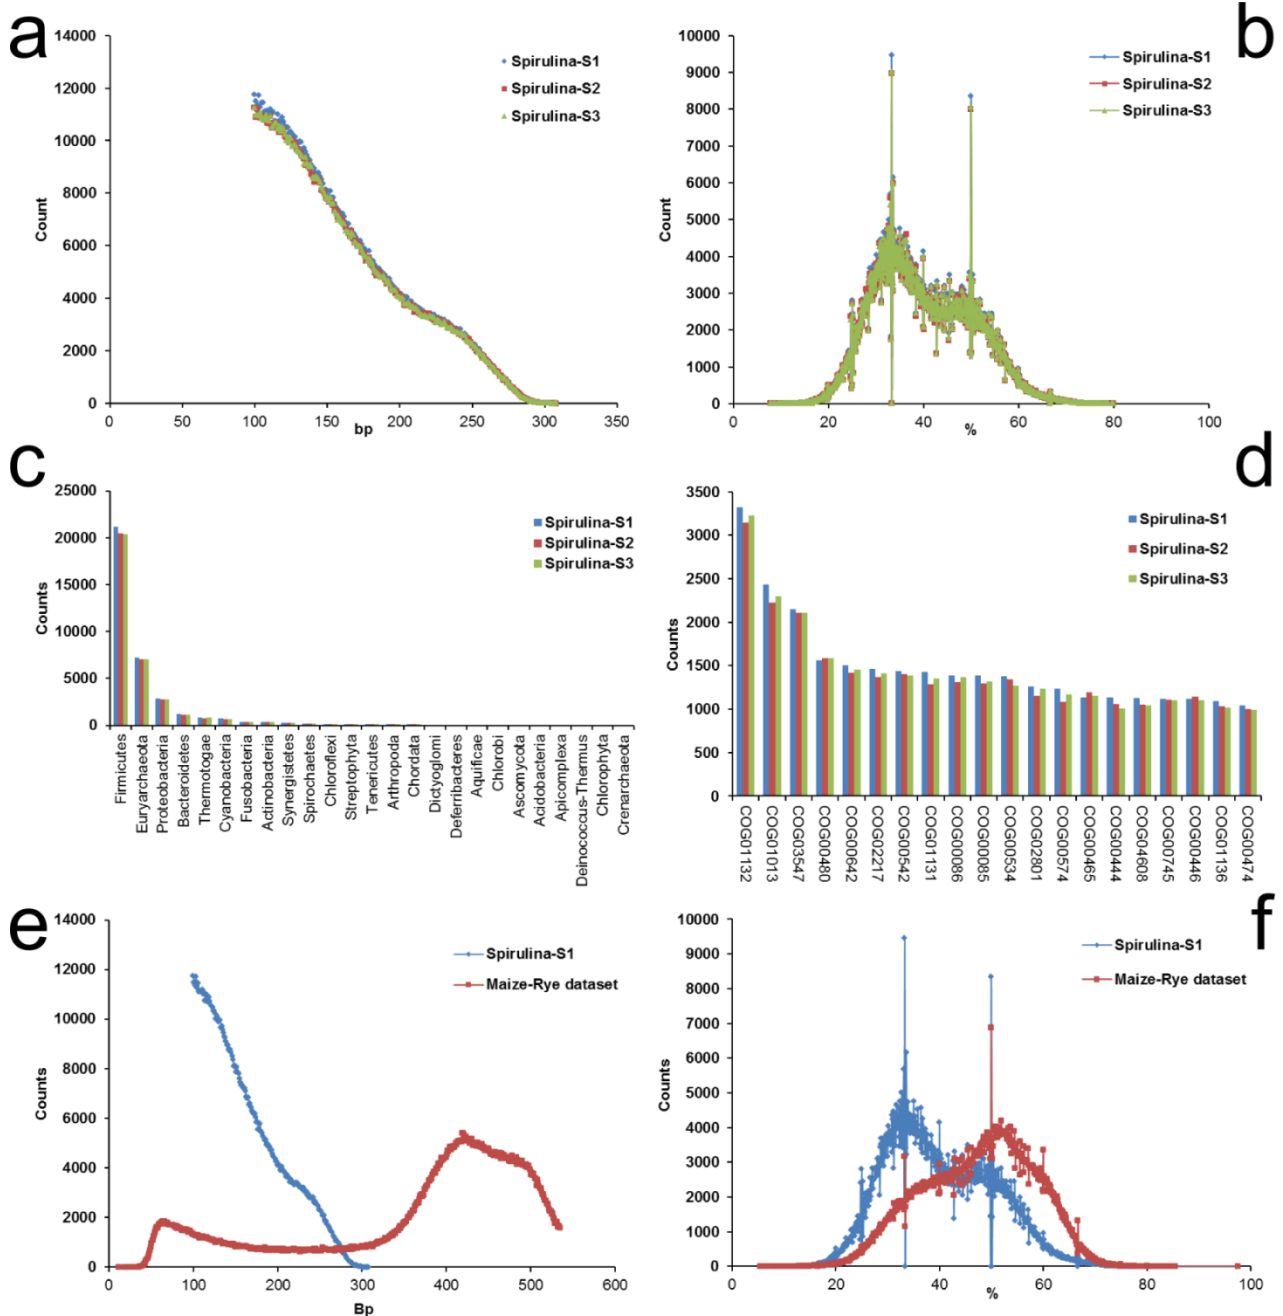 a
14000
12000
10000
8000
6000
4000
2000
0
Count
0 50 100 150 200 250 300 350
bp
Spirulina-S1
Spirulina-S2
Spirulina-S3
b
10000
9000
8000
7000
6000
5000
4000
3000
2000
1000
0
Count
0 20 40 60 80 100
%
Spirulina-S1
Spirulina-S2
Spirulina-S3
c
25000
20000
15000
10000
5000
0
Counts
Spirulina-S1
Spirulina-S2
Spirulina-S3
Firmicutes
Euryarchaeota
Proteobacteria
Bacteroidetes
Thermotogae
Cyanobacteria
Fusobacteria
Actinobacteria
Synergistetes
Spirochaetes
Chloroflexi
Streptophyta
Tenericutes
Arthropoda
Chordata
Dictyoglomi
Deferribacteres
Aquificae
Chlorobi
Ascomycota
Acidobacteria
Apicomplexa
Deinococcus-Thermus
Chlorophyta
Crenarchaeota
d
3500
3000
2500
2000
1500
1000
500
0
Counts
Spirulina-S1
Spirulina-S2
Spirulina-S3
COG01132
COG01013
COG03547
COG00480
COG00642
COG02217
COG00542
COG01131
COG00086
COG00085
COG00534
COG02801
COG00574
COG00465
COG00444
COG04608
COG00745
COG00446
COG01136
COG00474
e
14000
12000
10000
8000
6000
4000
2000
0
Counts
0 100 200 300 400 500 600
Bp
Spirulina-S1
Maize-Rye dataset
f
10000
9000
8000
7000
6000
5000
4000
3000
2000
1000
0
Counts
0 20 40 60 80 100
%
Spirulina-S1
Maize-Rye dataset